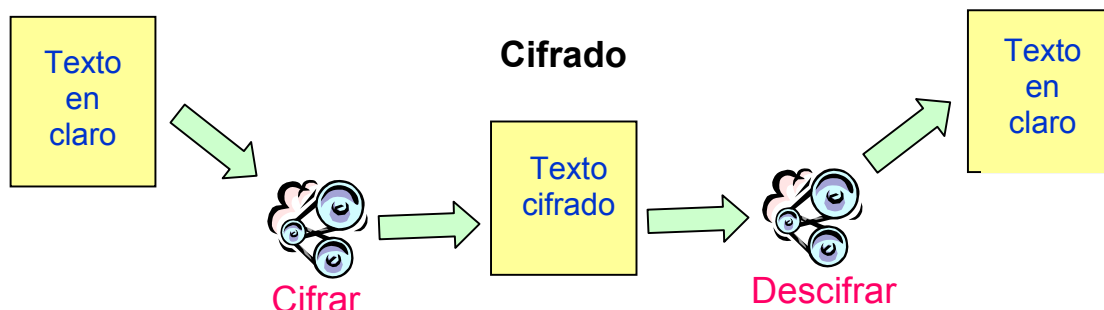 Texto
en
claro
Cifrado
Texto
en
claro
Texto
cifrado
Cifrar
Descifrar